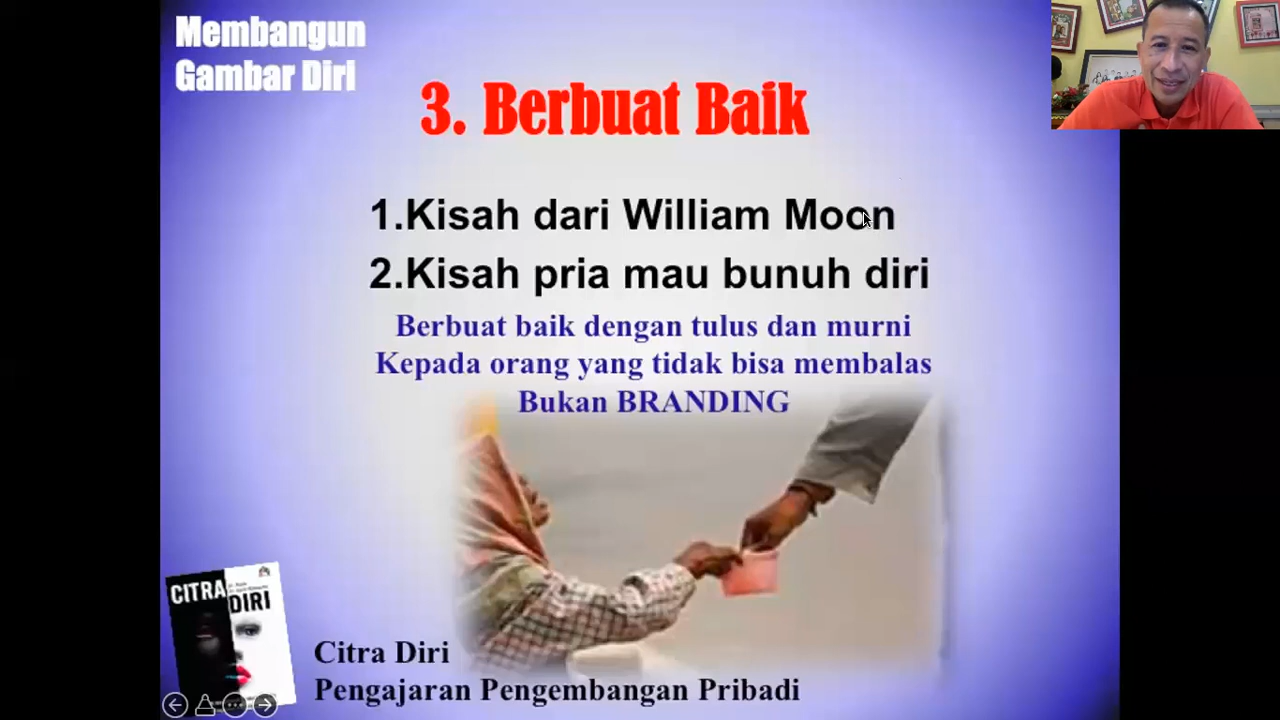 Membangun
Gambar Diri
3. Berbuat Baik
1.Kisah dari William Moon
2.Kisah pria mau bunuh diri
Berbuat baik dengan tulus dan murni
Kepada orang yang tidak bisa membalas
Bukan BRANDING
CITRA
DIRI
Citra Diri
Pengajaran Pengembangan Pribadi